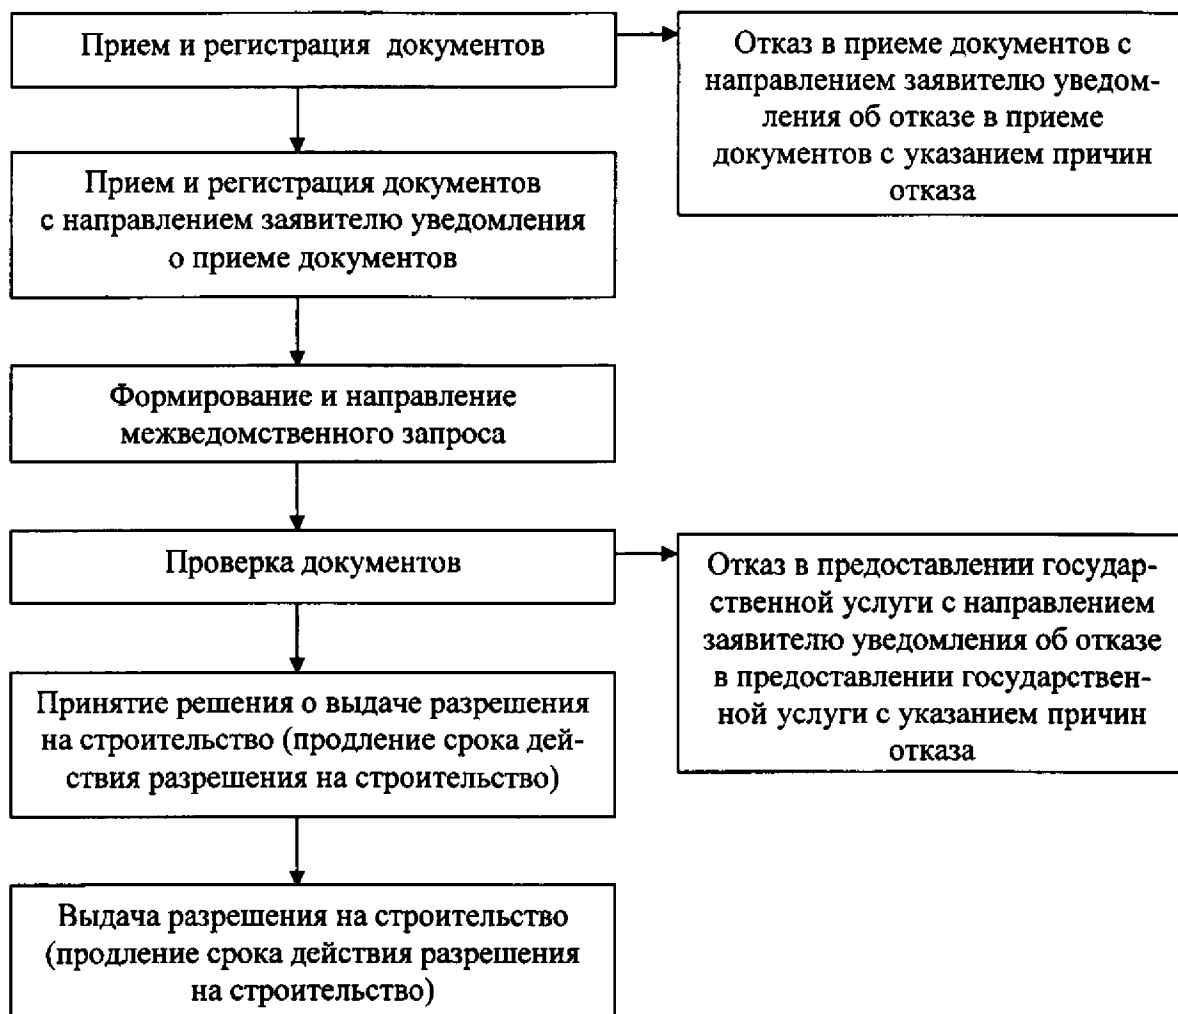 Прием и регистрация документов
Отказ в приеме документов с
направлением заявителю уведом-
ления об отказе в приеме
документов с указанием причин
отказа
Прием и регистрация документов
с направлением заявителю уведомления
о приеме документов
Формирование и направление
межведомственного запроса
Проверка документов
Отказ в предоставлении государ-
ственной услуги с направлением
заявителю уведомления об отказе
в предоставлении государствен-
ной услуги с указанием причин
отказа
Принятие решения о выдаче разрешения
на строительство (продление срока дей-
ствия разрешения на строительство)
Выдача разрешения на строительство
(продление срока действия разрешения
на строительство)